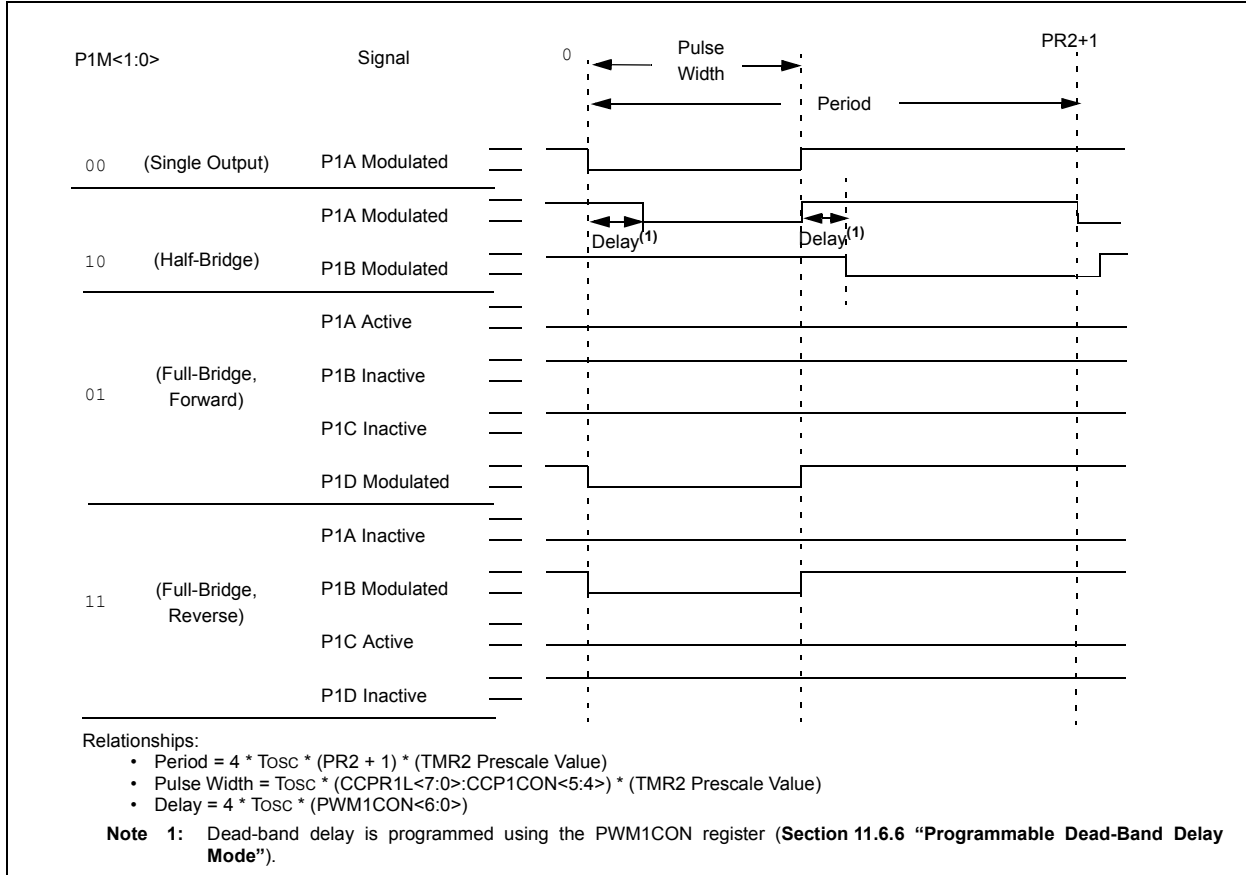 P1M<1:0> Signal 0 Pulse Width PR2+1
Period
00 (Single Output) P1A Modulated
P1A Modulated
Delay(1) Delay(1)
10 (Half-Bridge) P1B Modulated
P1A Active
01 (Full-Bridge, Forward) P1B Inactive
P1C Inactive
P1D Modulated
P1A Inactive
11 (Full-Bridge, Reverse) P1B Modulated
P1C Active
P1D Inactive
Relationships:
• Period = 4 * TOSC * (PR2 + 1) * (TMR2 Prescale Value)
• Pulse Width = TOSC * (CCPR1L<7:0>:CCP1CON<5:4>) * (TMR2 Prescale Value)
• Delay = 4 * TOSC * (PWM1CON<6:0>)
Note 1: Dead-band delay is programmed using the PWM1CON register (Section 11.6.6 “Programmable Dead-Band Delay
Mode”).